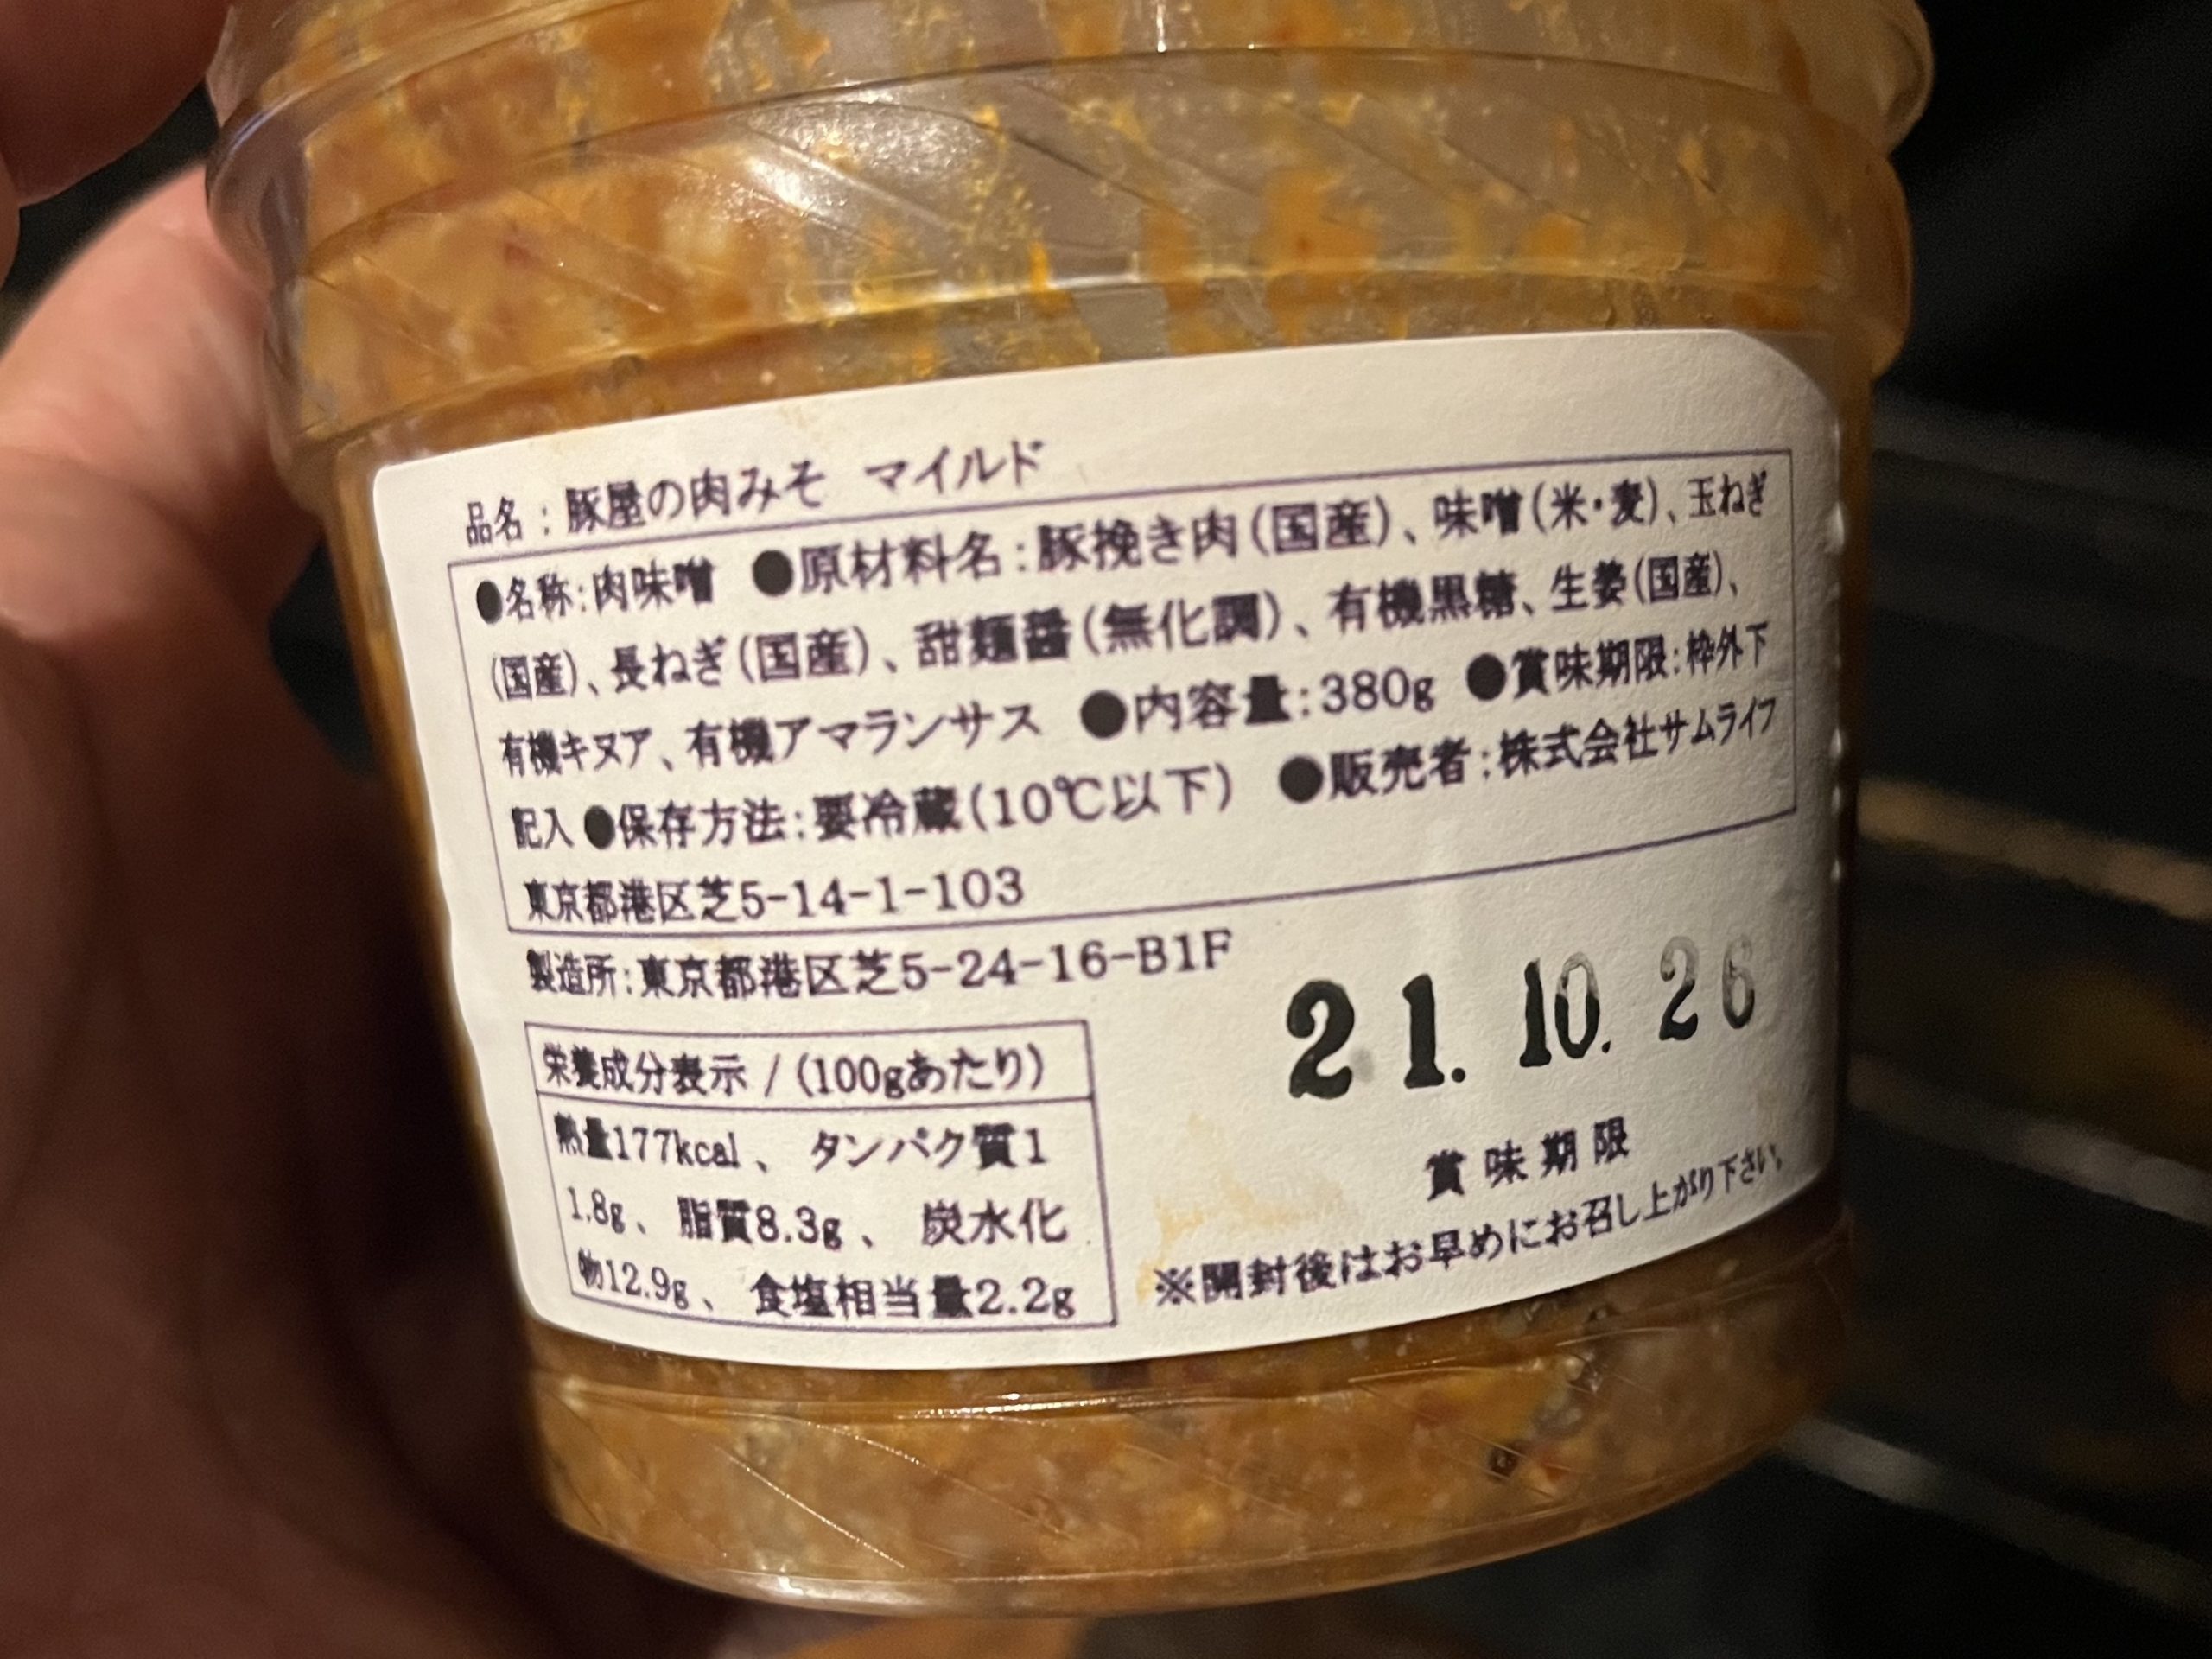 品名：豚屋の肉みそ　マイルド
●名称：肉味噌　●原材料名：豚挽き肉（国産）、味噌（米・麦）、玉ねぎ
（国産）、長ねぎ（国産）、甜麺醤（無化調）、有機黒糖、生姜（国産）、
有機キヌア、有機アマランサス　●内容量：380g　●賞味期限：枠外下
記入 ●保存方法：要冷蔵（10℃以下）　●販売者：株式会社サムライフ
東京都港区芝5-14-1-103
製造所：東京都港区芝5-24-16-B1F
栄養成分表示 / （100gあたり）
熱量177kcal 、　タンパク質1
1.8g 、　脂質8.3g 、　炭水化
物12.9g 、　食塩相当量2.2g
21. 10. 26
賞味期限
※開封後はお早めにお召し上がり下さい。